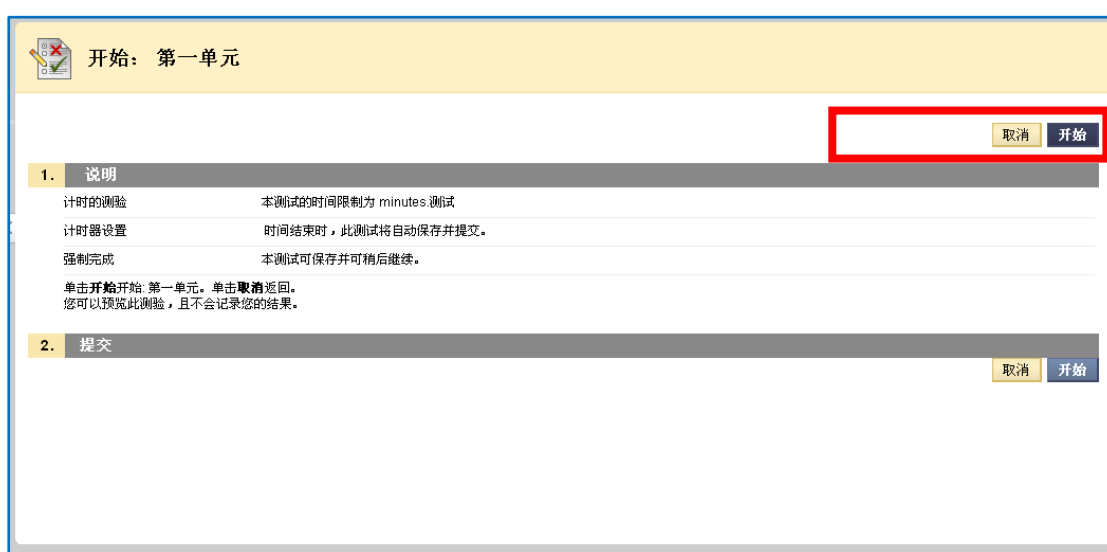 开始： 第一单元
取消 开始
1. 说明
计时的测验 本测试的时间限制为 minutes.测试
计时器设置 时间结束时，此测试将自动保存并提交。
强制完成 本测试可保存并可稍后继续。
单击开始开始: 第一单元。单击取消返回。
您可以预览此测验，且不会记录您的结果。
2. 提交
取消 开始